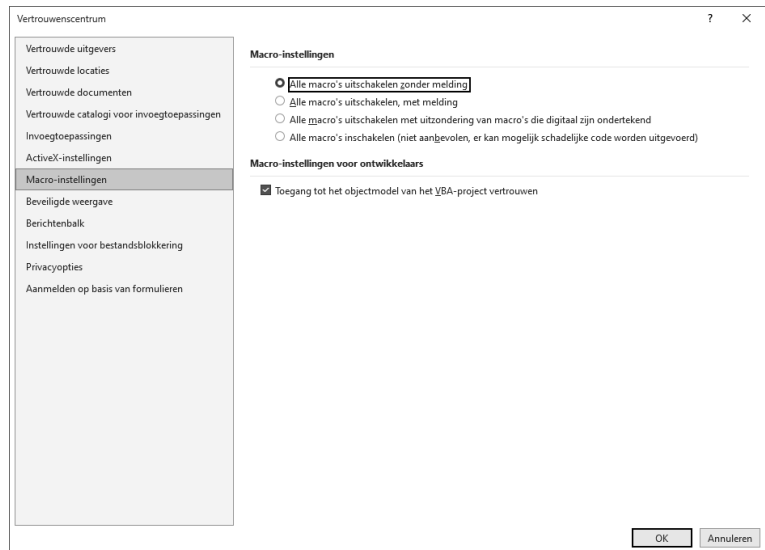 Vertrouwenscentrum
? ×
Vertrouwde uitgevers
Vertrouwde locaties
Vertrouwde documenten
Vertrouwde catalogi voor invoegtoepassingen
Invoegtoepassingen
ActiveX-instellingen
Macro-instellingen
Beveiligde weergave
Berichtenbalk
Instellingen voor bestandsblokkering
Privacyopties
Aanmelden op basis van formulieren
Macro-instellingen
Alle macro's uitschakelen zonder melding
Alle macro's uitschakelen, met melding
Alle macro's uitschakelen met uitzondering van macro's die digitaal zijn ondertekend
Alle macro's inschakelen (niet aanbevolen, er kan mogelijk schadelijke code worden uitgevoerd)
Macro-instellingen voor ontwikkelaars
Toegang tot het objectmodel van het VBA-project vertrouwen
OK Annuleren